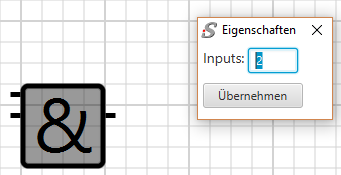 Eigenschaften
Inputs: 2
Übernehmen
&